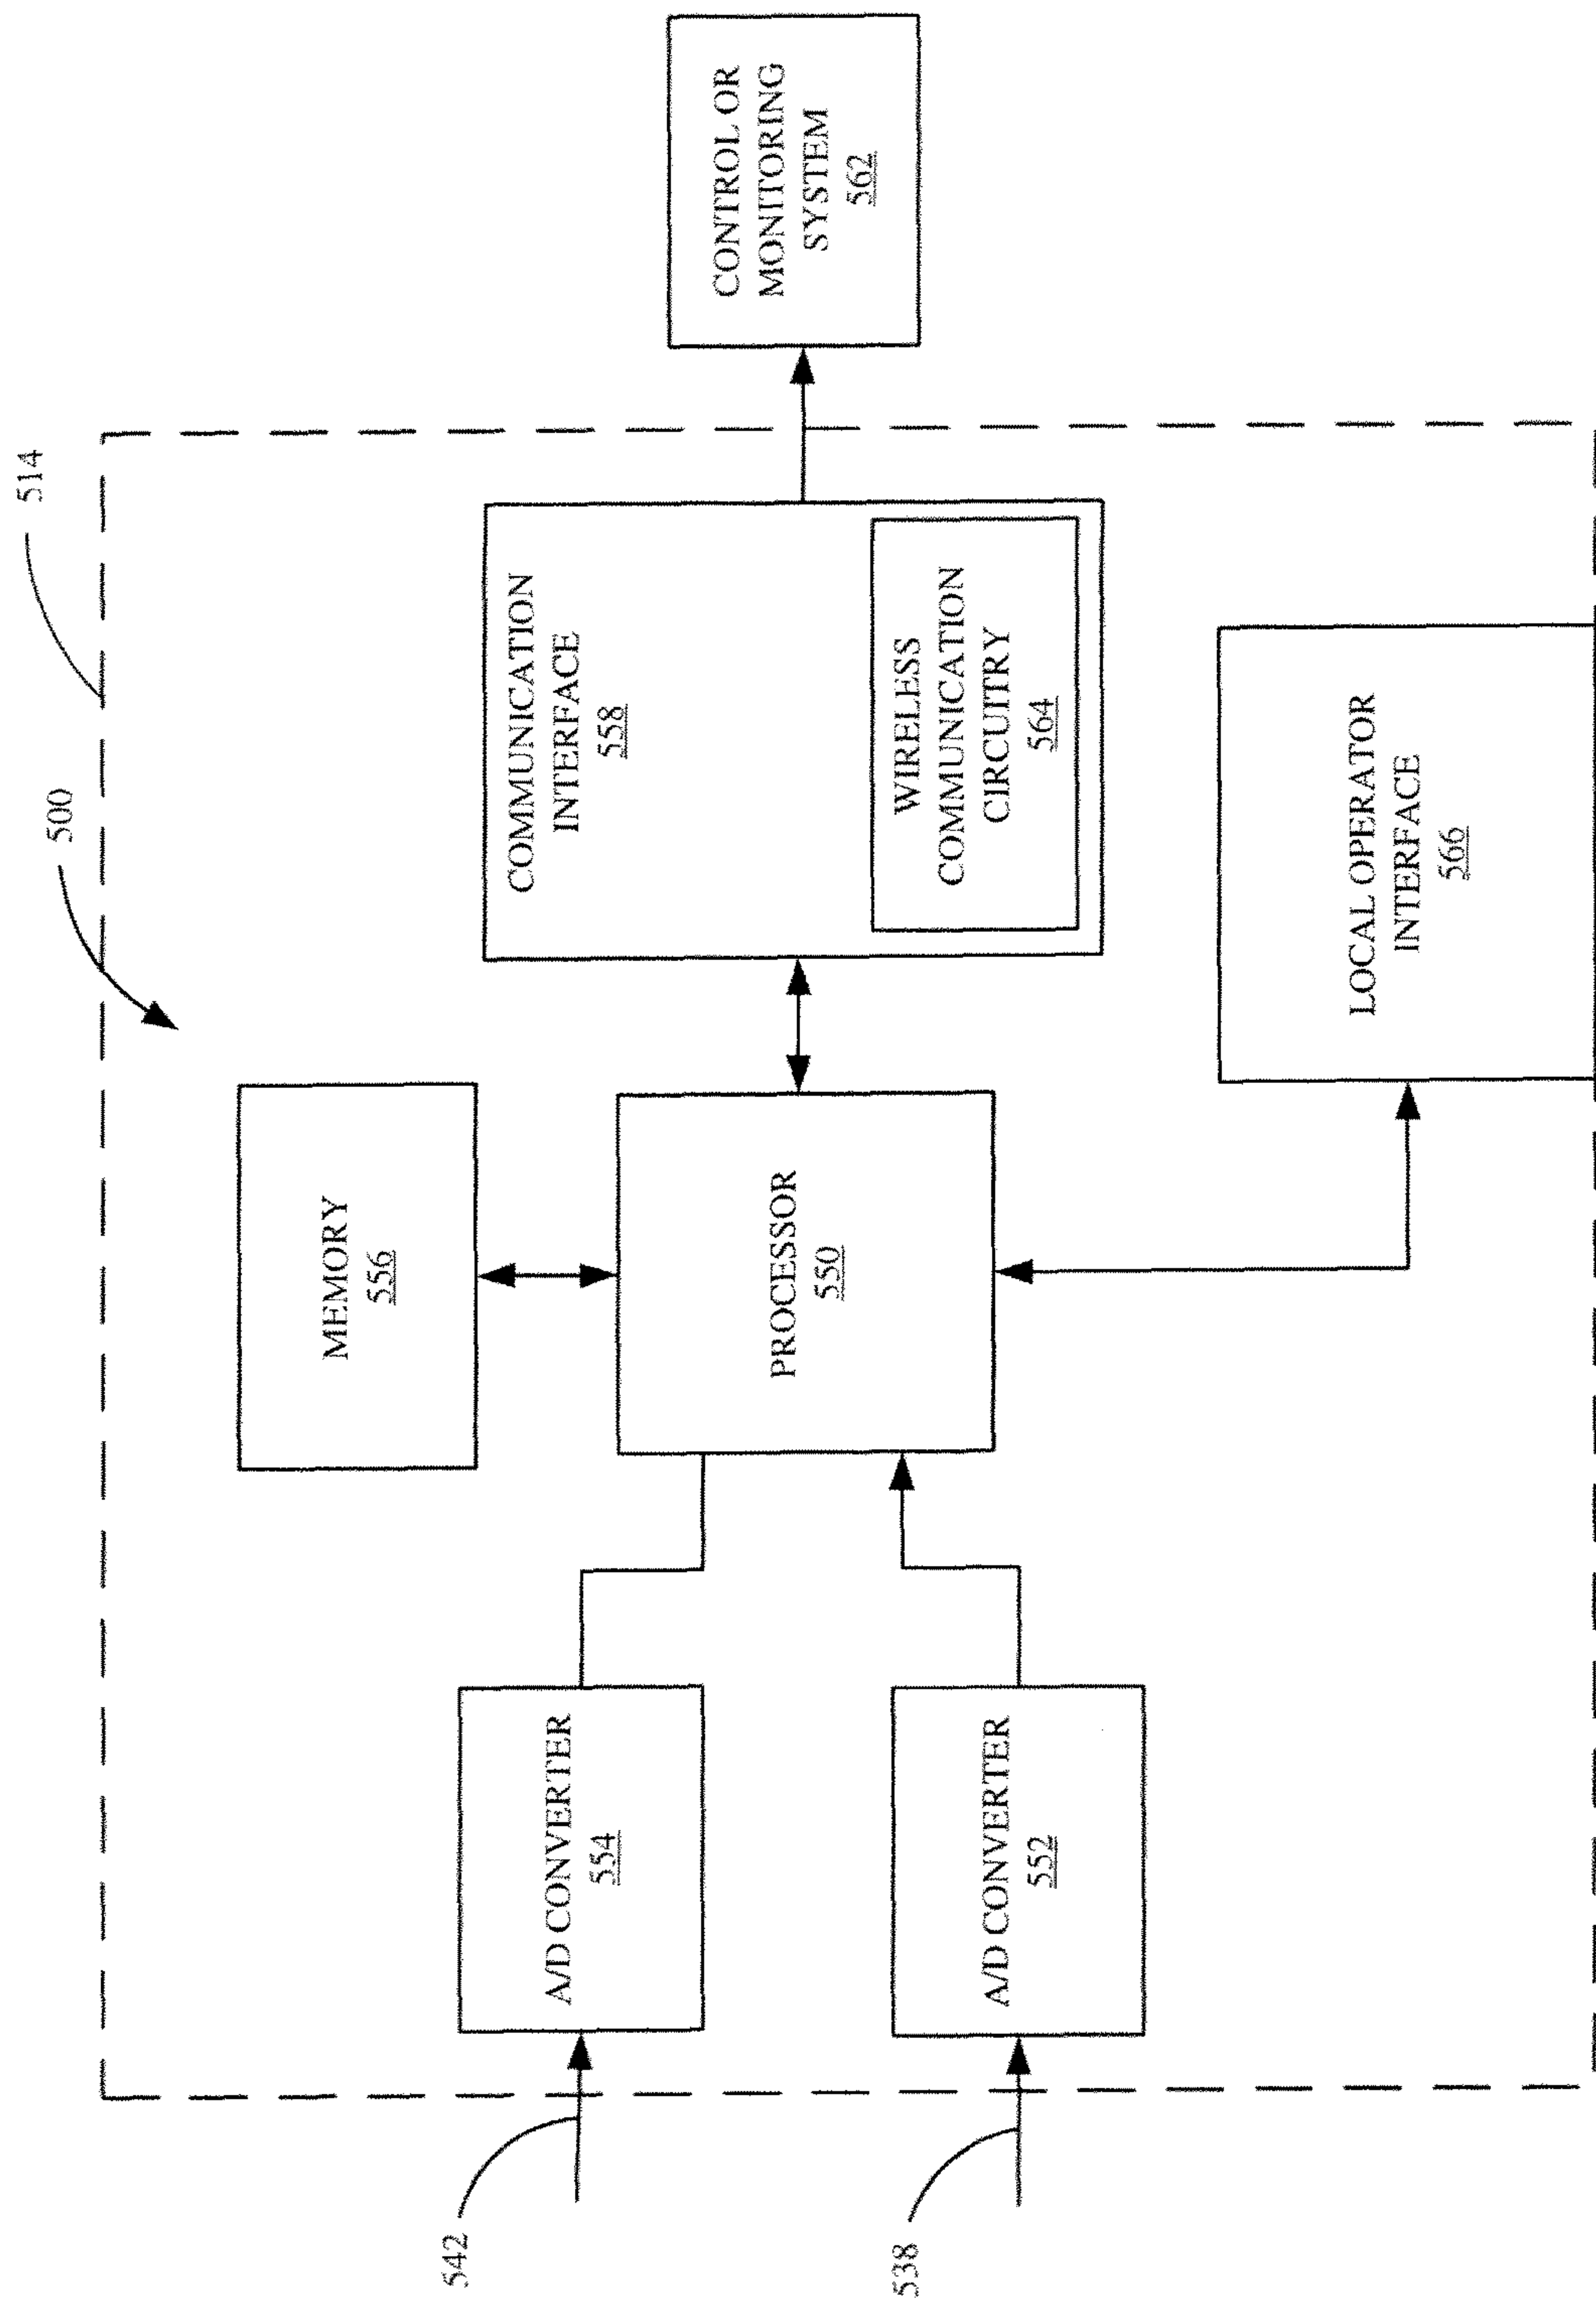 514
500
MEMORY
556
A/D CONVERTER
554
PROCESSOR
550
COMMUNICATION
INTERFACE
558
WIRELESS
COMMUNICATION
CIRCUITRY
564
CONTROL OR
MONITORING
SYSTEM
562
A/D CONVERTER
552
LOCAL OPERATOR
INTERFACE
566
542
538